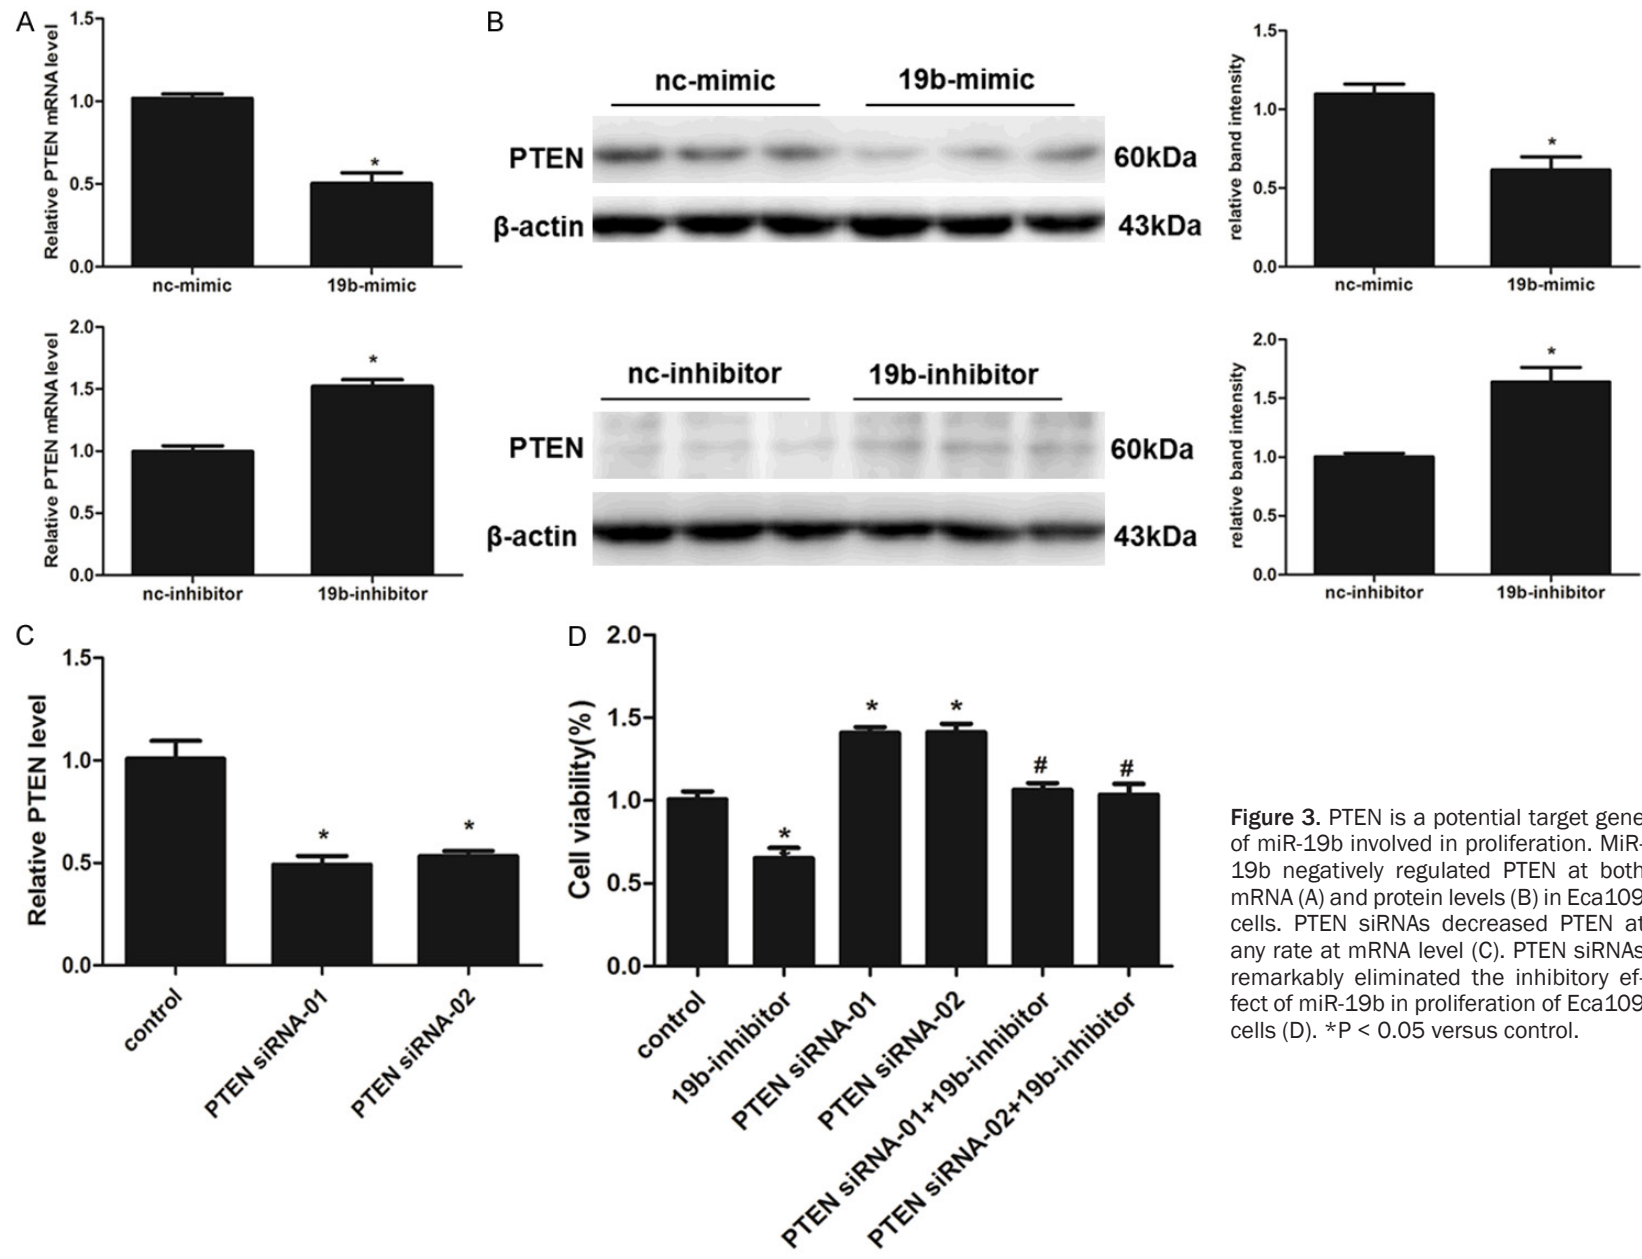 A
Relative PTEN mRNA level
1.5
1.0
0.5
0.0
*
nc-mimic
19b-mimic
Relative PTEN mRNA level
2.0
1.5
1.0
0.5
0.0
*
nc-inhibitor
19b-inhibitor
B
nc-mimic
19b-mimic
PTEN
60kDa
β-actin
43kDa
relative band intensity
1.5
1.0
0.5
0.0
*
nc-mimic
19b-mimic
nc-inhibitor
19b-inhibitor
PTEN
60kDa
β-actin
43kDa
relative band intensity
2.0
1.5
1.0
0.5
0.0
*
nc-inhibitor
19b-inhibitor
C
Relative PTEN level
1.5
1.0
0.5
0.0
*
*
control
PTEN siRNA-01
PTEN siRNA-02
D
Cell viability(%)
2.0
1.5
1.0
0.5
0.0
*
*
*
#
#
control
19b-inhibitor
PTEN siRNA-01
PTEN siRNA-02
PTEN siRNA-01+19b-inhibitor
PTEN siRNA-02+19b-inhibitor
Figure 3. PTEN is a potential target gene
of miR-19b involved in proliferation. MiR-
19b negatively regulated PTEN at both
mRNA (A) and protein levels (B) in Eca109
cells. PTEN siRNAs decreased PTEN at
any rate at mRNA level (C). PTEN siRNAs
remarkably eliminated the inhibitory ef-
fect of miR-19b in proliferation of Eca109
cells (D). *P < 0.05 versus control.